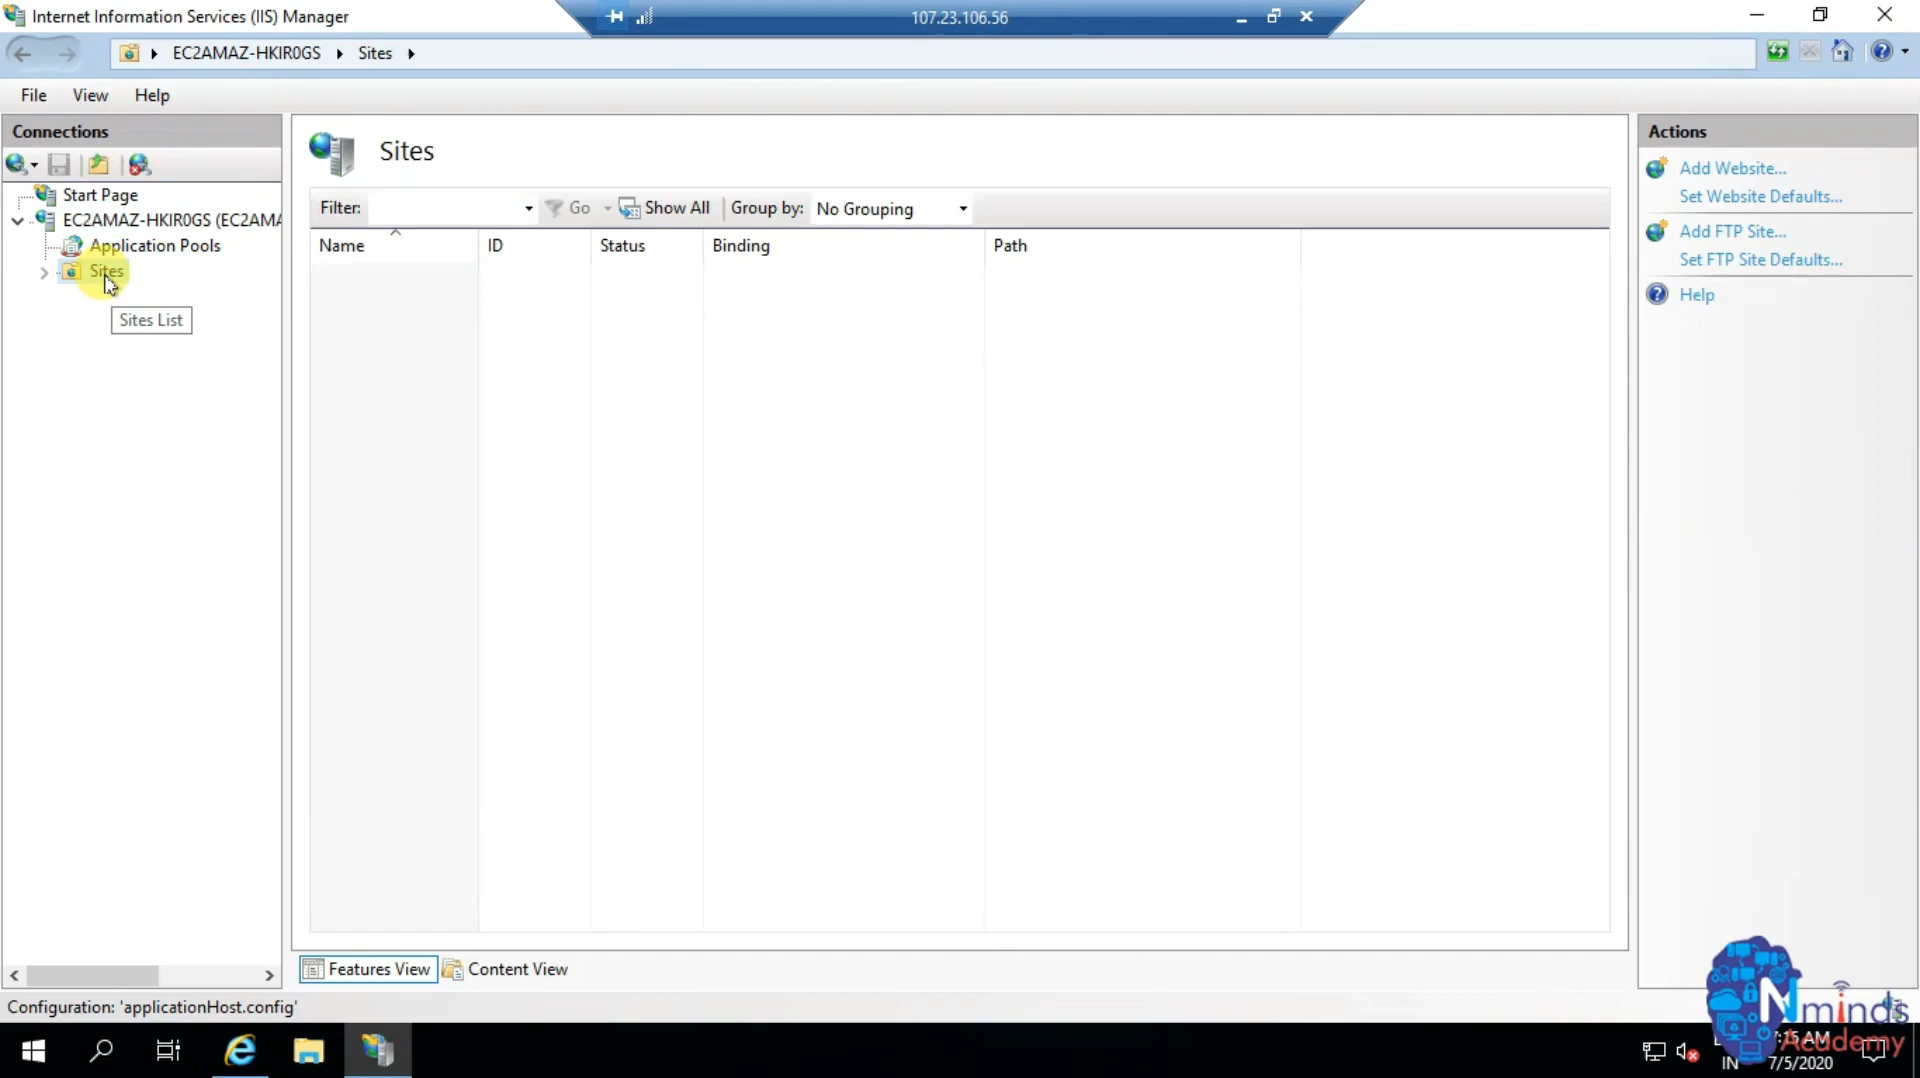 Internet Information Services (IIS) Manager
107.23.106.56
EC2AMAZ-HKIR0GS
Sites
File
View
Help
Connections
Start Page
EC2AMAZ-HKIR0GS (EC2AMA
Application Pools
Sites
Sites List
Sites
Filter:
Go
Show All
Group by:
No Grouping
Name
ID
Status
Binding
Path
Features View
Content View
Actions
Add Website...
Set Website Defaults...
Add FTP Site...
Set FTP Site Defaults...
Help
Configuration: 'applicationHost.config'
Nminds
Academy
IN
:15 AM
7/5/2020